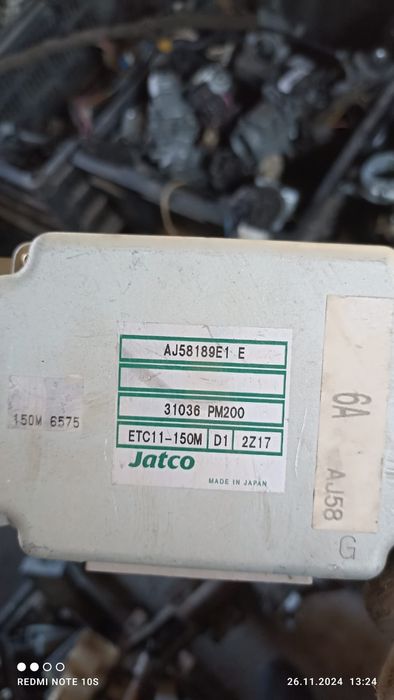 AJ58189E1 E
31036 PM200
ETC11-150M D1 2Z17
Jatco
MADE IN JAPAN
150M 6575
6A AJ58
G
REDMI NOTE 10S
26.11.2024 13:24